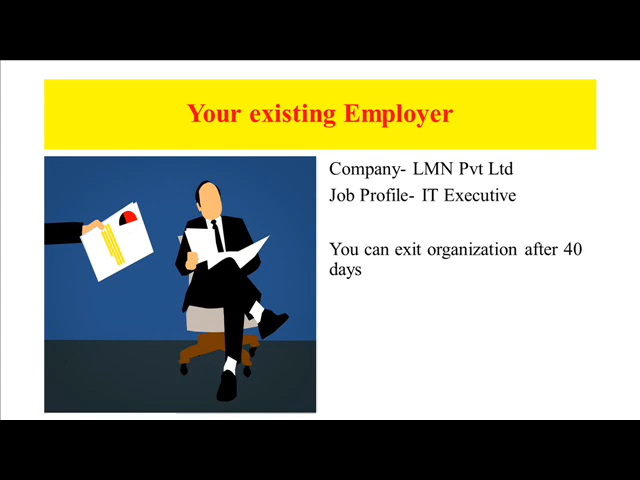 Your existing Employer
Company- LMN Pvt Ltd
Job Profile- IT Executive
You can exit organization after 40
days